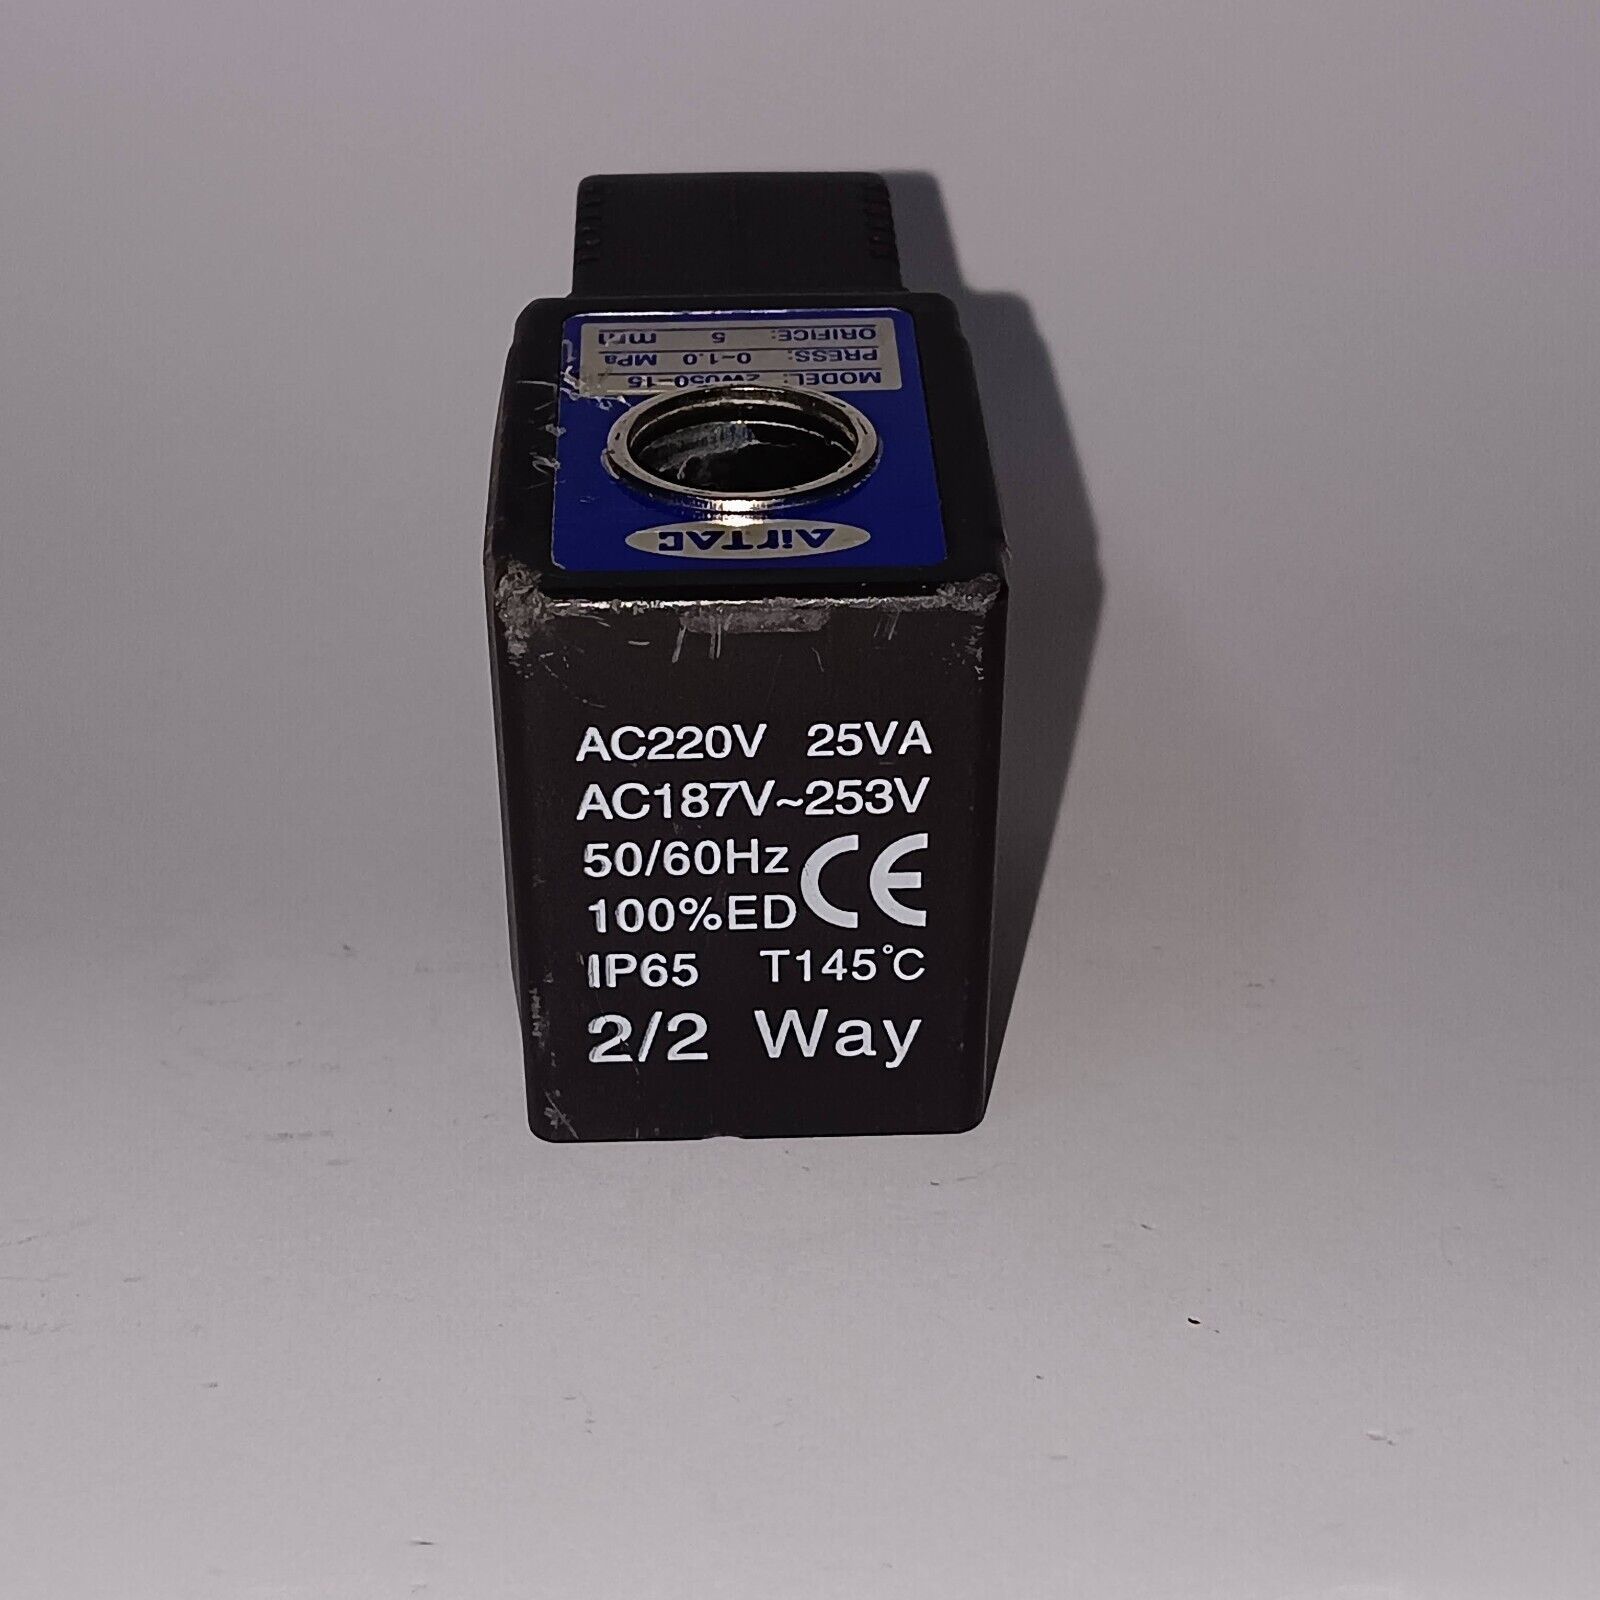 AirTAC
MODEL: 2W050-15
PRESS: 0~1.0 MPa
ORIFICE: 5 mm
AC220V 25VA
AC187V~253V
50/60Hz
100%ED CE
IP65 T145°C
2/2 Way